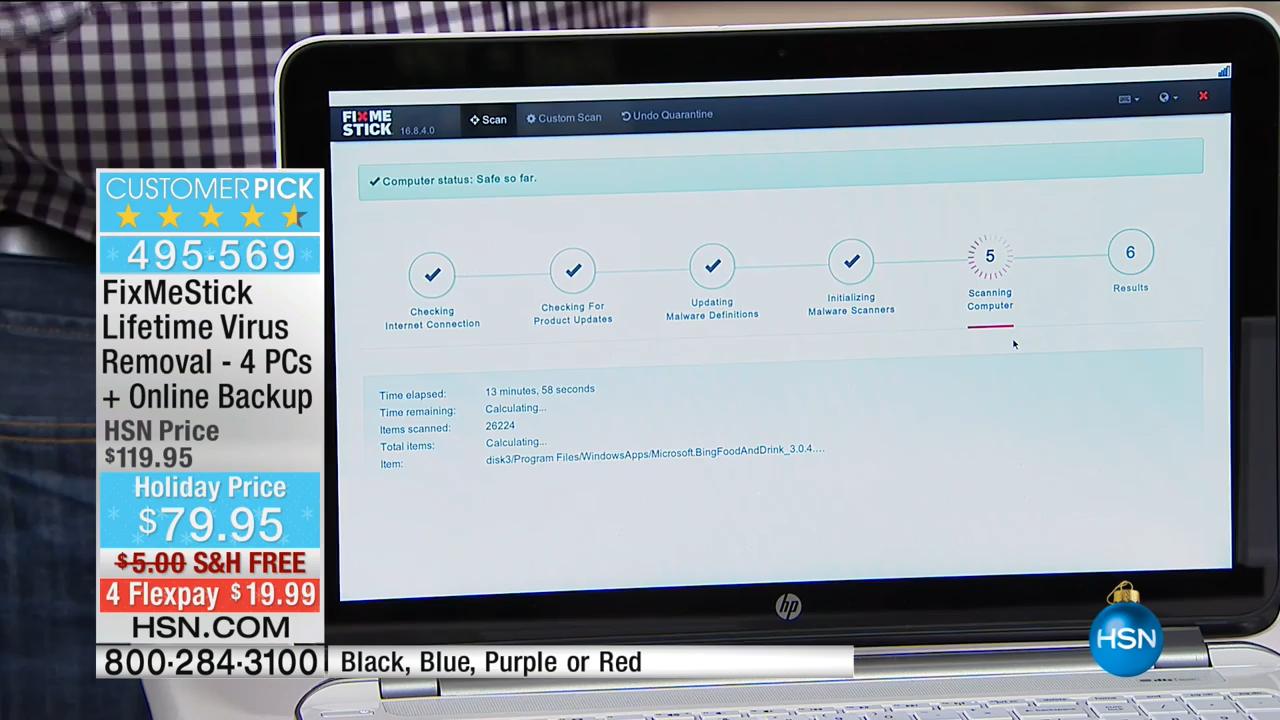 FIXME
STICK
16.8.4.0
Scan
Custom Scan
Undo Quarantine
Computer status: Safe so far.
5
6
Checking
Internet Connection
Checking For
Product Updates
Updating
Malware Definitions
Initializing
Malware Scanners
Scanning
Computer
Results
Time elapsed: 13 minutes, 58 seconds
Time remaining: Calculating...
Items scanned: 26224
Total items: Calculating...
Item: disk3/Program Files/WindowsApps/Microsoft.BingFoodAndDrink_3.0.4....
hp
CUSTOMER PICK
495·569
FixMeStick
Lifetime Virus
Removal - 4 PCs
+ Online Backup
HSN Price
$119.95
Holiday Price
$79.95
$5.00 S&H FREE
4 Flexpay $19.99
HSN.COM
800·284·3100
Black, Blue, Purple or Red
HSN